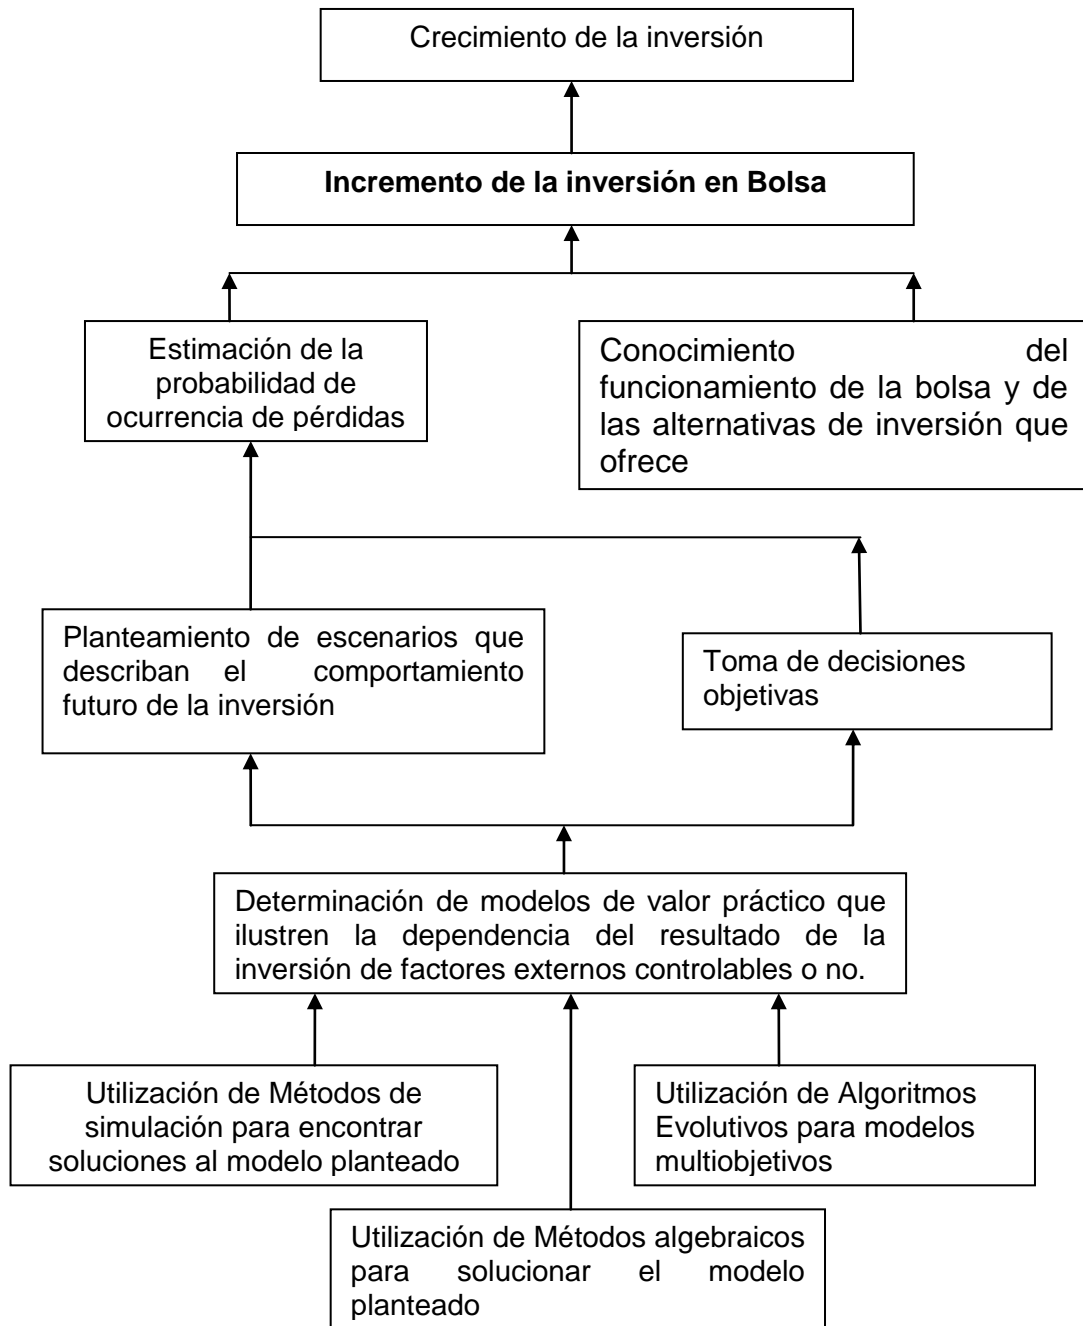 Crecimiento de la inversión
Incremento de la inversión en Bolsa
Estimación de la
probabilidad de
ocurrencia de pérdidas
Conocimiento del
funcionamiento de la bolsa y de
las alternativas de inversión que
ofrece
Planteamiento de escenarios que
describan el comportamiento
futuro de la inversión
Toma de decisiones
objetivas
Determinación de modelos de valor práctico que
ilustren la dependencia del resultado de la
inversión de factores externos controlables o no.
Utilización de Métodos de
simulación para encontrar
soluciones al modelo planteado
Utilización de Algoritmos
Evolutivos para modelos
multiobjetivos
Utilización de Métodos algebraicos
para solucionar el modelo
planteado